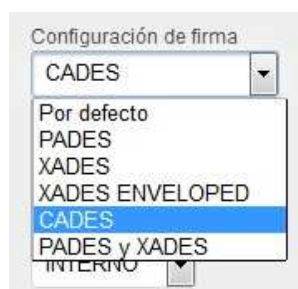 Configuración de firma
CADES
Por defecto
PADES
XADES
XADES ENVELOPED
CADES
PADES y XADES
INTERNO